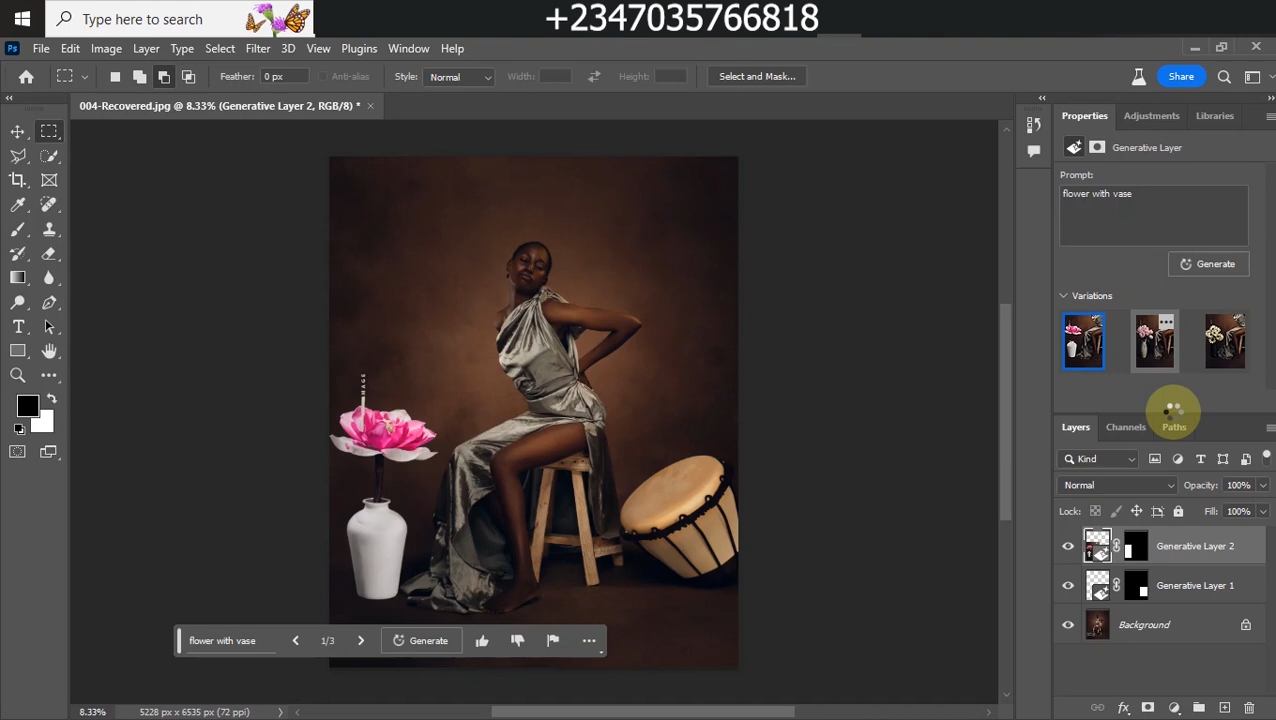 Type here to search
+2347035766818
Ps File Edit Image Layer Type Select Filter 3D View Plugins Window Help
Feather: 0 px Anti-alias Style: Normal Width: Height: Select and Mask... Share
004-Recovered.jpg @ 8.33% (Generative Layer 2, RGB/8) *
Properties Adjustments Libraries
Generative Layer
Prompt:
flower with vase
Generate
Variations
Layers Channels Paths
Kind
Normal Opacity: 100%
Lock: Fill: 100%
Generative Layer 2
Generative Layer 1
Background
flower with vase 1/3 Generate
8.33% 5228 px x 6535 px (72 ppi)